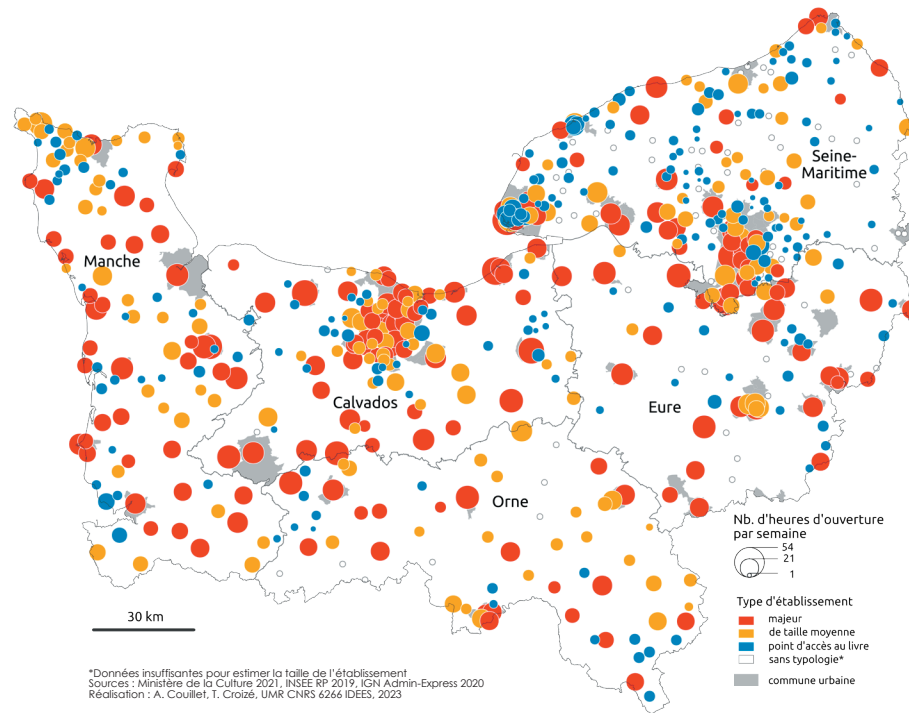 Seine-
Maritime
Manche
Calvados
Eure
Orne
Nb. d'heures d'ouverture
par semaine
54
21
1
Type d'établissement
majeur
de taille moyenne
point d'accès au livre
sans typologie*
commune urbaine
30 km
*Données insuffisantes pour estimer la taille de l'établissement
Sources : Ministère de la Culture 2021, INSEE RP 2019, IGN Admin-Express 2020
Réalisation : A. Couillet, T. Croizé, UMR CNRS 6266 IDEES, 2023